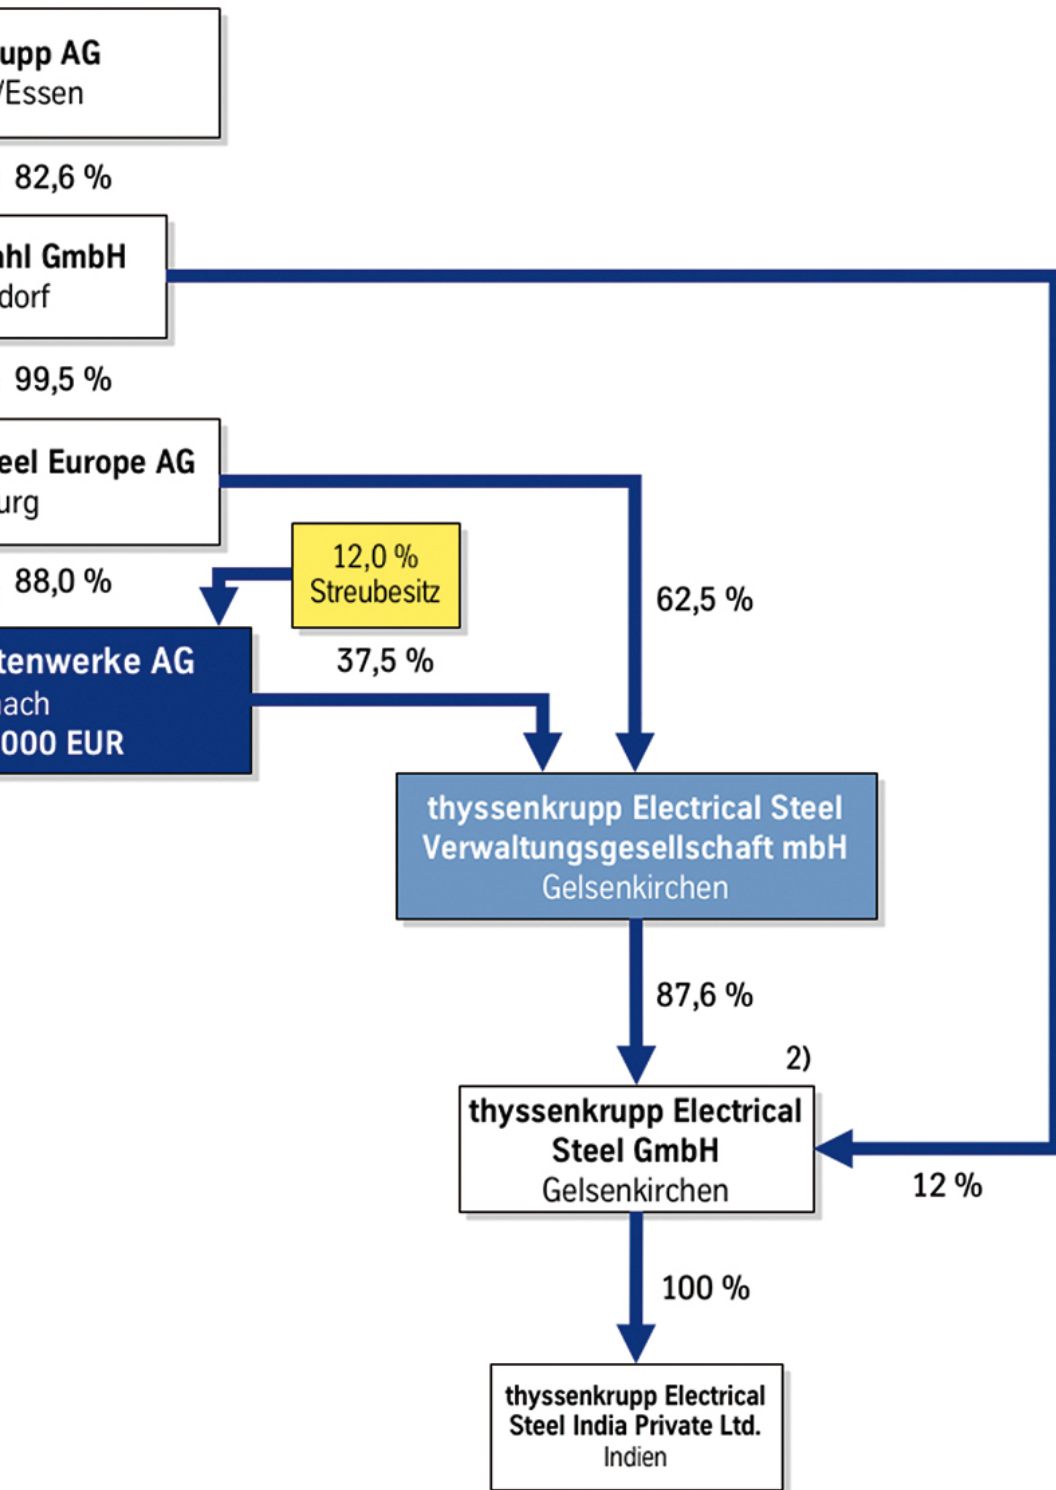 upp AG
/Essen
82,6 %
ahl GmbH
dorf
99,5 %
eel Europe AG
urg
88,0 %
12,0 %
Streubesitz
37,5 %
62,5 %
tenwerke AG
nach
000 EUR
thyssenkrupp Electrical Steel
Verwaltungsgesellschaft mbH
Gelsenkirchen
87,6 %
2)
thyssenkrupp Electrical
Steel GmbH
Gelsenkirchen
12 %
100 %
thyssenkrupp Electrical
Steel India Private Ltd.
Indien